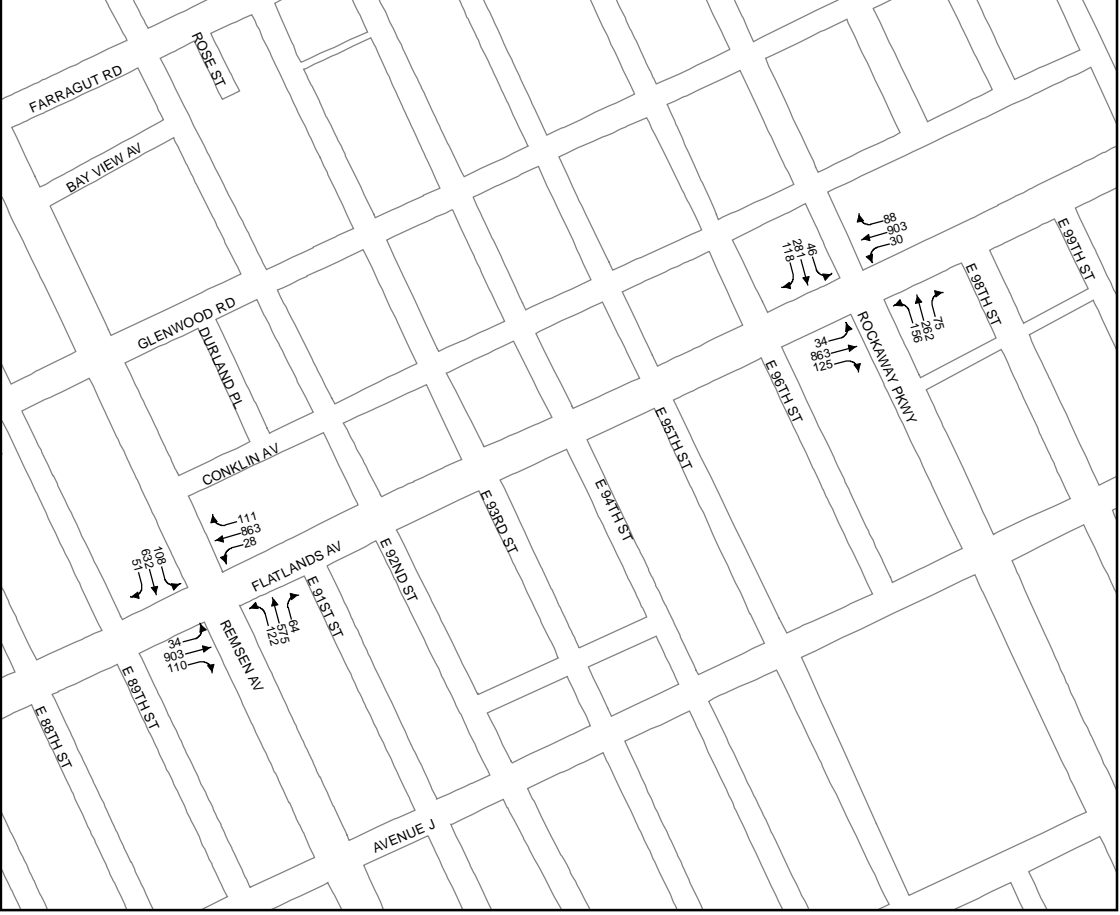 ROSE ST
FARRAGUT RD
BAY VIEW AV
88
903
30
46
281
118
E 99TH ST
E 98TH ST
GLENWOOD RD
DURLAND PL
34
863
125
ROCKAWAY PKWY
156
262
75
E 96TH ST
E 95TH ST
CONKLIN AV
E 94TH ST
E 93RD ST
111
863
28
108
632
51
FLATLANDS AV
E 92ND ST
E 91ST ST
122
575
64
34
903
110
REMSEN AV
E 89TH ST
E 88TH ST
AVENUE J